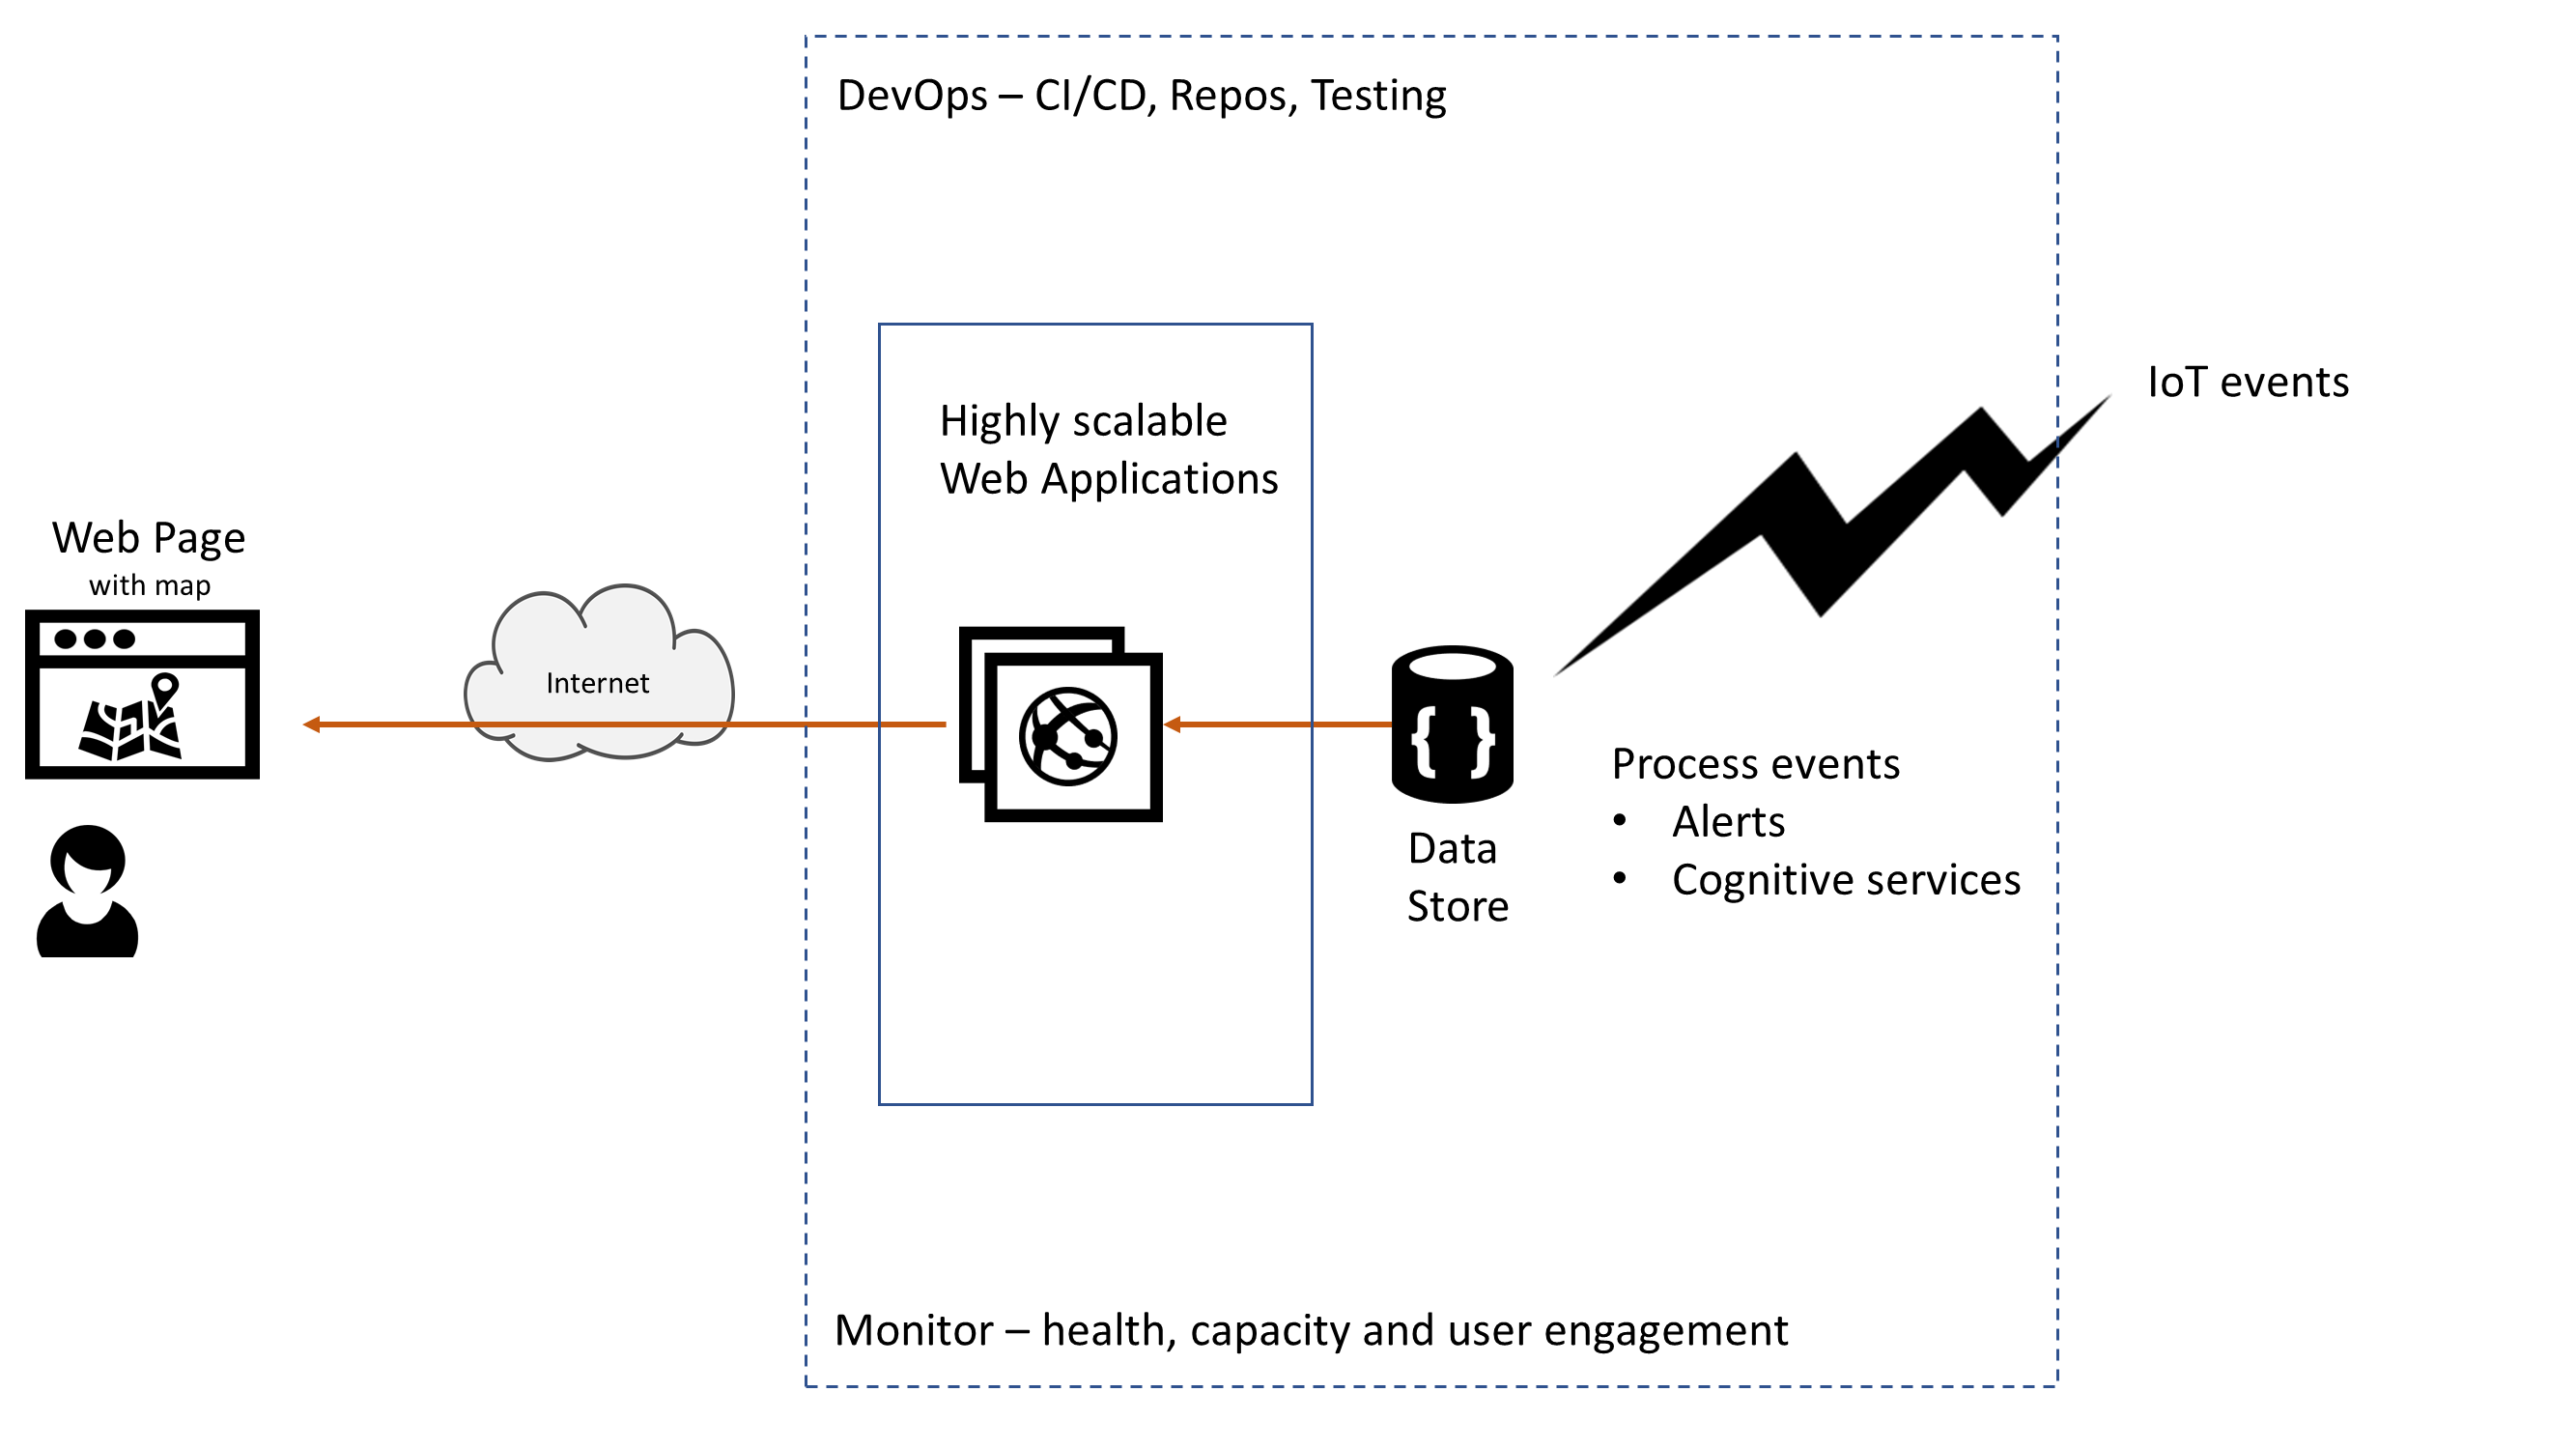 DevOps – CI/CD, Repos, Testing
IoT events
Highly scalable
Web Applications
Web Page
with map
Internet
{ }
Data
Store
Process events
• Alerts
• Cognitive services
Monitor – health, capacity and user engagement